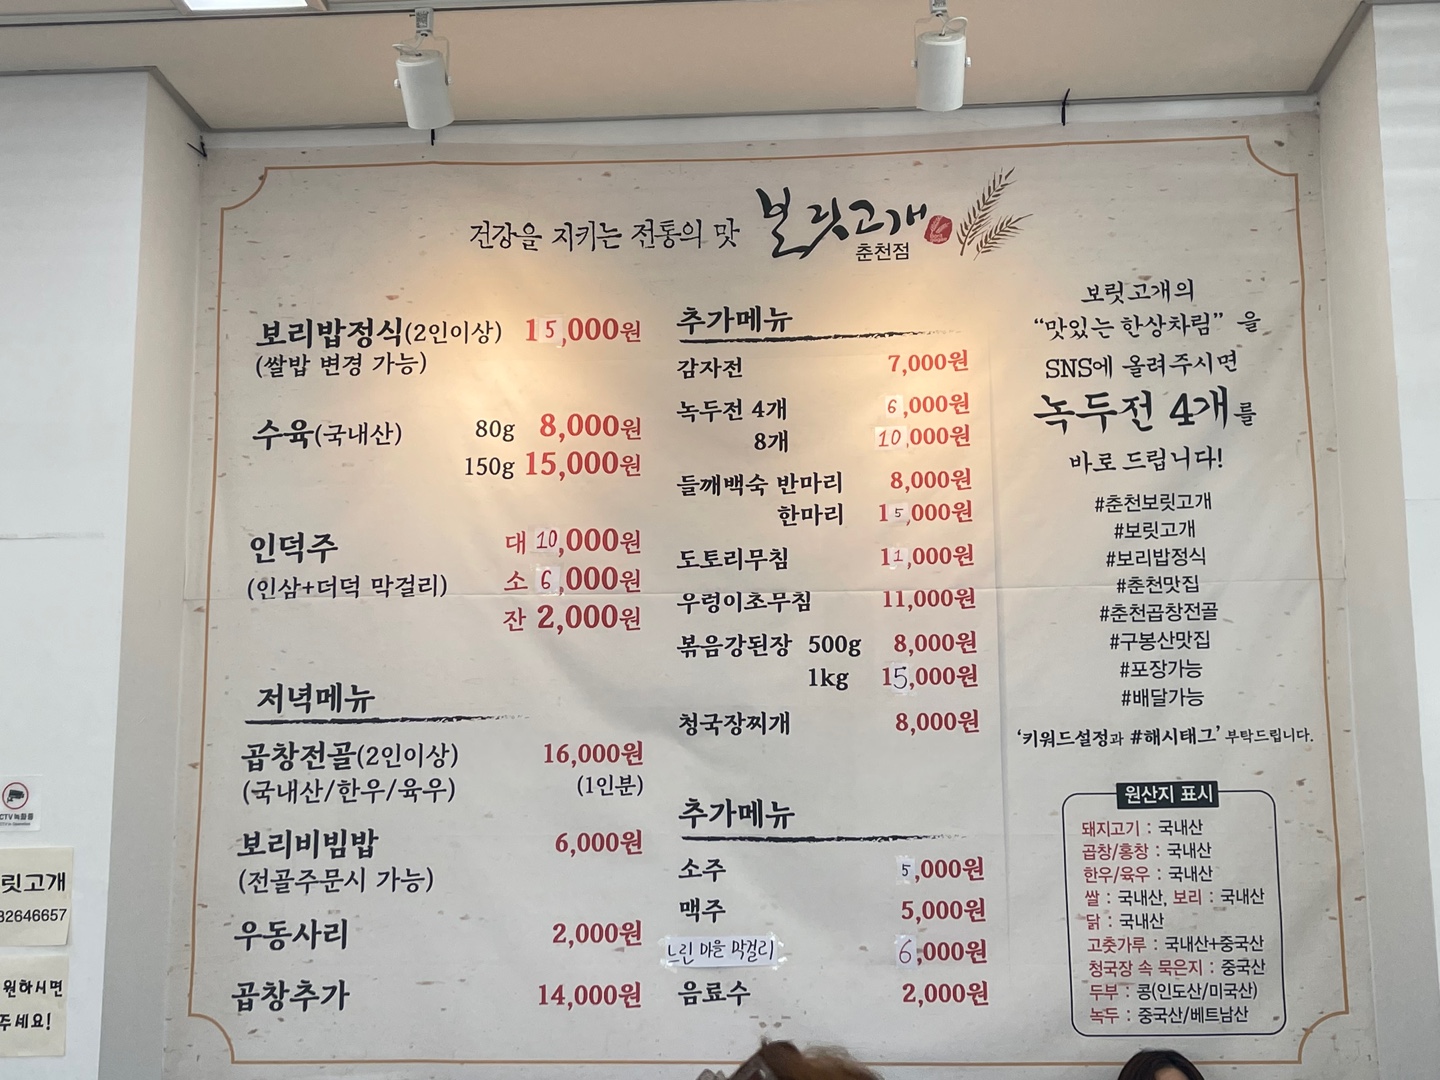 건강을 지키는 전통의 맛 보릿고개
춘천점
보리밥정식(2인이상) 15,000원
(쌀밥 변경 가능)
수육(국내산) 80g 8,000원
150g 15,000원
인덕주 대 10,000원
(인삼+더덕 막걸리) 소 6,000원
잔 2,000원
저녁메뉴
곱창전골(2인이상) 16,000원
(국내산/한우/육우) (1인분)
보리비빔밥 6,000원
(전골주문시 가능)
우동사리 2,000원
곱창추가 14,000원
추가메뉴
감자전 7,000원
녹두전 4개 6,000원
8개 10,000원
들깨백숙 반마리 8,000원
한마리 15,000원
도토리무침 11,000원
우렁이초무침 11,000원
볶음강된장 500g 8,000원
1kg 15,000원
청국장찌개 8,000원
추가메뉴
소주 5,000원
맥주 5,000원
느린 마을 막걸리 6,000원
음료수 2,000원
보릿고개의
“맛있는 한상차림” 을
SNS에 올려주시면
녹두전 4개를
바로 드립니다!
#춘천보릿고개
#보릿고개
#보리밥정식
#춘천맛집
#춘천곱창전골
#구봉산맛집
#포장가능
#배달가능
‘키워드설정과 #해시태그’ 부탁드립니다.
원산지 표시
돼지고기 : 국내산
곱창/홍창 : 국내산
한우/육우 : 국내산
쌀 : 국내산, 보리 : 국내산
닭 : 국내산
고춧가루 : 국내산+중국산
청국장 속 묵은지 : 중국산
두부 : 콩(인도산/미국산)
녹두 : 중국산/베트남산
CTV 녹화중
릿고개
82646657
원하시면
주세요!